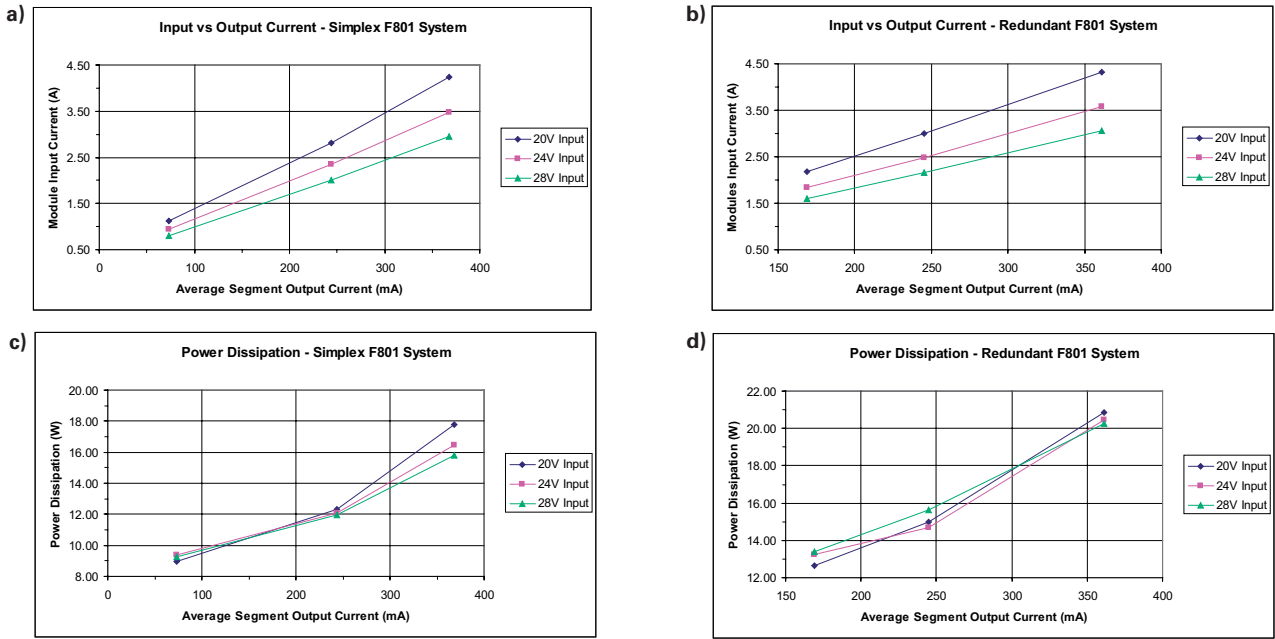 a)
Input vs Output Current - Simplex F801 System
Module Input Current (A)
4.50
3.50
2.50
1.50
0.50
0
100
200
300
400
Average Segment Output Current (mA)
20V Input
24V Input
28V Input
b)
Input vs Output Current - Redundant F801 System
Modules Input Current (A)
4.50
3.50
2.50
1.50
0.50
150
200
250
300
350
400
Average Segment Output Current (mA)
20V Input
24V Input
28V Input
c)
Power Dissipation - Simplex F801 System
Power Dissipation (W)
20.00
18.00
16.00
14.00
12.00
10.00
8.00
0
100
200
300
400
Average Segment Output Current (mA)
20V Input
24V Input
28V Input
d)
Power Dissipation - Redundant F801 System
Power Dissipation (W)
22.00
20.00
18.00
16.00
14.00
12.00
150
200
250
300
350
400
Average Segment Output Current (mA)
20V Input
24V Input
28V Input